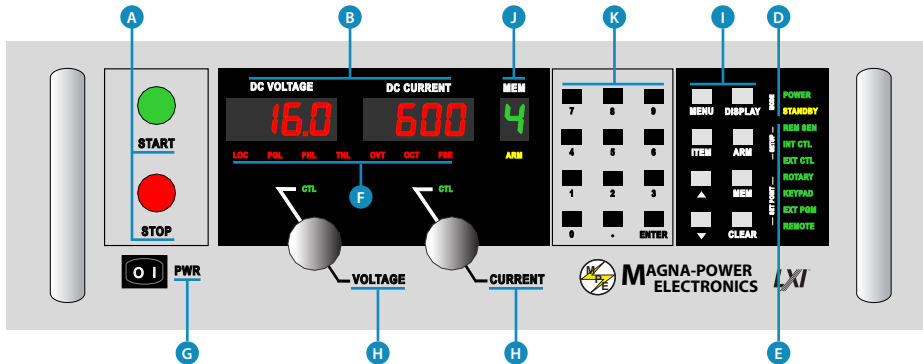 A
B
J
K
I
D
DC VOLTAGE DC CURRENT MEM
16.0 600 4
LOC PGL PHL THL OVT OCT FSE ARM
CTL CTL
F
START
STOP
O I PWR
VOLTAGE CURRENT
7 8 9
4 5 6
1 2 3
0 . ENTER
MENU DISPLAY
ITEM ARM
▲ MEM
▼ CLEAR
MODE
SETUP
SET POINT
POWER
STANDBY
REM SEN
INT CTL
EXT CTL
ROTARY
KEYPAD
EXT PGM
REMOTE
MPE MAGNA-POWER
ELECTRONICS
LXI
G
H
H
E